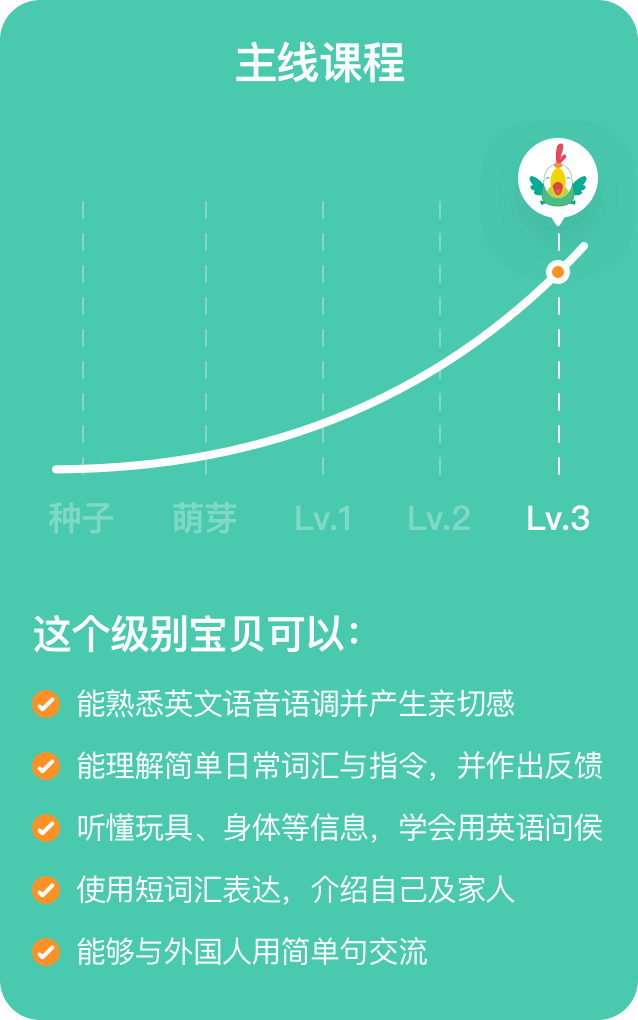 主线课程
种子 萌芽 Lv.1 Lv.2 Lv.3
这个级别宝贝可以：
能熟悉英文语音语调并产生亲切感
能理解简单日常词汇与指令，并作出反馈
听懂玩具、身体等信息，学会用英语问侯
使用短词汇表达，介绍自己及家人
能够与外国人用简单句交流